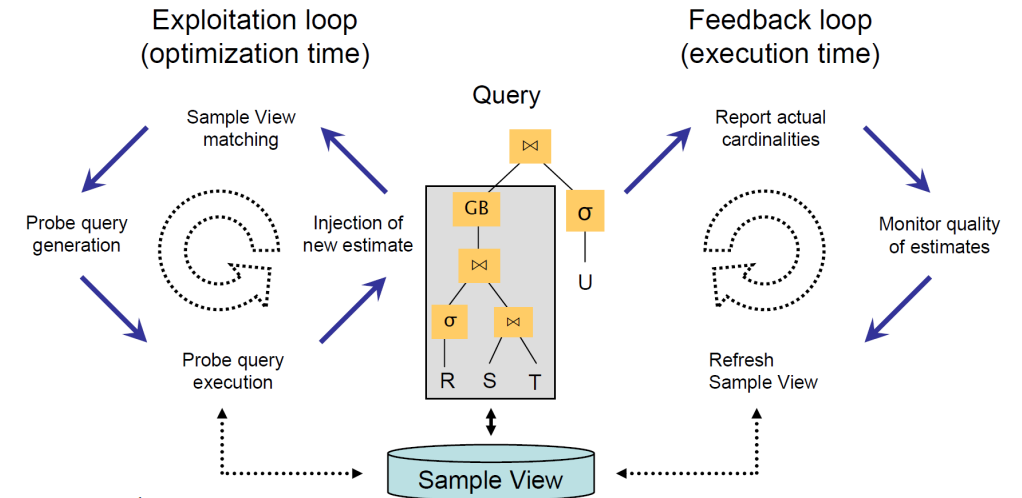 Exploitation loop
(optimization time)
Feedback loop
(execution time)
Query
Sample View
matching
Report actual
cardinalities
⋈
GB
σ
Probe query
generation
Injection of
new estimate
Monitor quality
of estimates
⋈
U
σ
⋈
Probe query
execution
R S T
Refresh
Sample View
Sample View